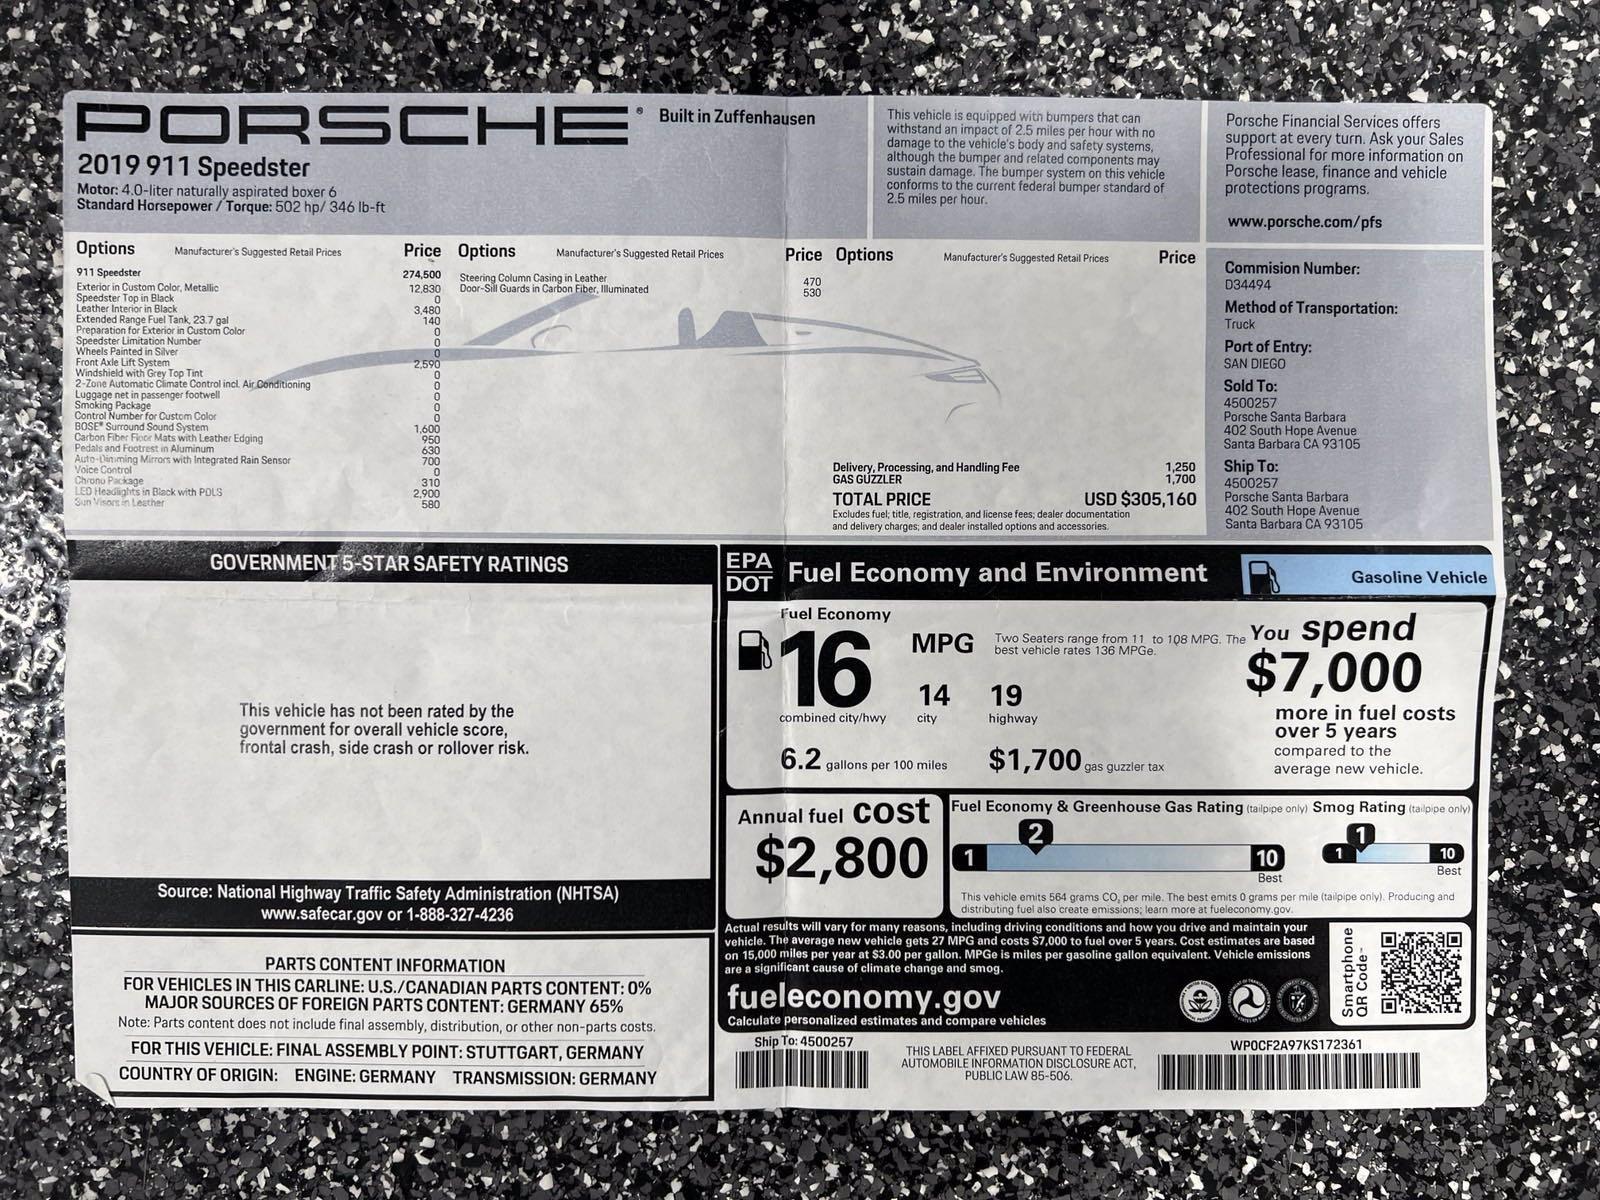 PORSCHE® Built in Zuffenhausen
2019 911 Speedster
Motor: 4.0-liter naturally aspirated boxer 6
Standard Horsepower / Torque: 502 hp/ 346 lb-ft
This vehicle is equipped with bumpers that can
withstand an impact of 2.5 miles per hour with no
damage to the vehicle's body and safety systems,
although the bumper and related components may
sustain damage. The bumper system on this vehicle
conforms to the current federal bumper standard of
2.5 miles per hour.
Porsche Financial Services offers
support at every turn. Ask your Sales
Professional for more information on
Porsche lease, finance and vehicle
protections programs.
www.porsche.com/pfs
Options Manufacturer's Suggested Retail Prices Price
911 Speedster 274,500
Exterior in Custom Color, Metallic 12,830
Speedster Top in Black 0
Leather Interior in Black 3,480
Extended Range Fuel Tank, 23.7 gal 140
Preparation for Exterior in Custom Color 0
Speedster Limitation Number 0
Wheels Painted in Silver 0
Front Axle Lift System 2,590
Windshield with Grey Top Tint 0
2-Zone Automatic Climate Control incl. Air Conditioning 0
Luggage net in passenger footwell 0
Smoking Package 0
Control Number for Custom Color 0
BOSE® Surround Sound System 1,600
Carbon Fiber Floor Mats with Leather Edging 950
Pedals and Footrest in Aluminum 630
Auto-Dimming Mirrors with Integrated Rain Sensor 700
Voice Control 0
Chrono Package 310
LED Headlights in Black with PDLS 2,900
Sun Visors in Leather 580
Options Manufacturer's Suggested Retail Prices Price
Steering Column Casing in Leather 470
Door-Sill Guards in Carbon Fiber, Illuminated 530
Options Manufacturer's Suggested Retail Prices Price
Delivery, Processing, and Handling Fee 1,250
GAS GUZZLER 1,700
TOTAL PRICE USD $305,160
Excludes fuel; title, registration, and license fees; dealer documentation
and delivery charges; and dealer installed options and accessories.
Commision Number:
D34494
Method of Transportation:
Truck
Port of Entry:
SAN DIEGO
Sold To:
4500257
Porsche Santa Barbara
402 South Hope Avenue
Santa Barbara CA 93105
Ship To:
4500257
Porsche Santa Barbara
402 South Hope Avenue
Santa Barbara CA 93105
GOVERNMENT 5-STAR SAFETY RATINGS
This vehicle has not been rated by the
government for overall vehicle score,
frontal crash, side crash or rollover risk.
Source: National Highway Traffic Safety Administration (NHTSA)
www.safecar.gov or 1-888-327-4236
PARTS CONTENT INFORMATION
FOR VEHICLES IN THIS CARLINE: U.S./CANADIAN PARTS CONTENT: 0%
MAJOR SOURCES OF FOREIGN PARTS CONTENT: GERMANY 65%
Note: Parts content does not include final assembly, distribution, or other non-parts costs.
FOR THIS VEHICLE: FINAL ASSEMBLY POINT: STUTTGART, GERMANY
COUNTRY OF ORIGIN: ENGINE: GERMANY TRANSMISSION: GERMANY
EPA
DOT
Fuel Economy and Environment
Gasoline Vehicle
Fuel Economy
16 MPG
combined city/hwy
14
city
19
highway
Two Seaters range from 11 to 108 MPG. The
best vehicle rates 136 MPGe.
6.2 gallons per 100 miles
$1,700 gas guzzler tax
You spend
$7,000
more in fuel costs
over 5 years
compared to the
average new vehicle.
Annual fuel cost
$2,800
Fuel Economy & Greenhouse Gas Rating (tailpipe only)
2
1 10
Best
Smog Rating (tailpipe only)
1
1 10
Best
This vehicle emits 564 grams CO2 per mile. The best emits 0 grams per mile (tailpipe only). Producing and
distributing fuel also create emissions; learn more at fueleconomy.gov.
Actual results will vary for many reasons, including driving conditions and how you drive and maintain your
vehicle. The average new vehicle gets 27 MPG and costs $7,000 to fuel over 5 years. Cost estimates are based
on 15,000 miles per year at $3.00 per gallon. MPGe is miles per gasoline gallon equivalent. Vehicle emissions
are a significant cause of climate change and smog.
fueleconomy.gov
Calculate personalized estimates and compare vehicles
Smartphone
QR Code™
Ship To: 4500257
THIS LABEL AFFIXED PURSUANT TO FEDERAL
AUTOMOBILE INFORMATION DISCLOSURE ACT,
PUBLIC LAW 85-506.
WP0CF2A97KS172361